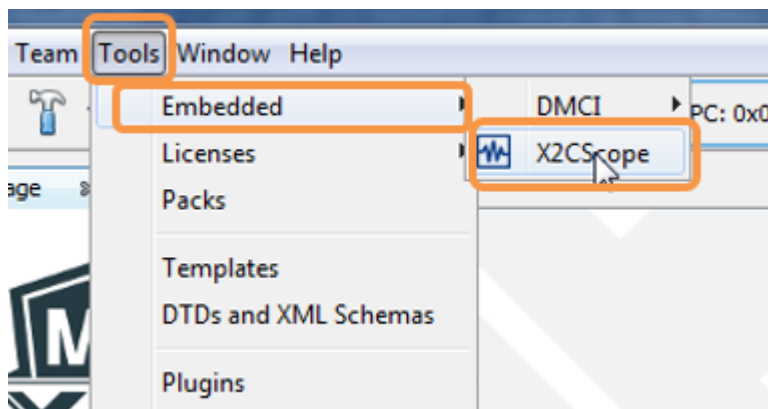 Team Tools Window Help
Embedded DMCI PC: 0x0
Licenses X2CScope
age
Packs
Templates
DTDs and XML Schemas
M
Plugins
X